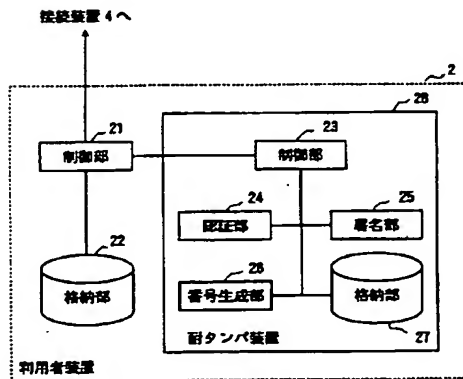 接続装置4へ
2
28
21
制御部
23
制御部
24
認証部
25
署名部
22
格納部
26
番号生成部
格納部
27
耐タンパ装置
利用者装置